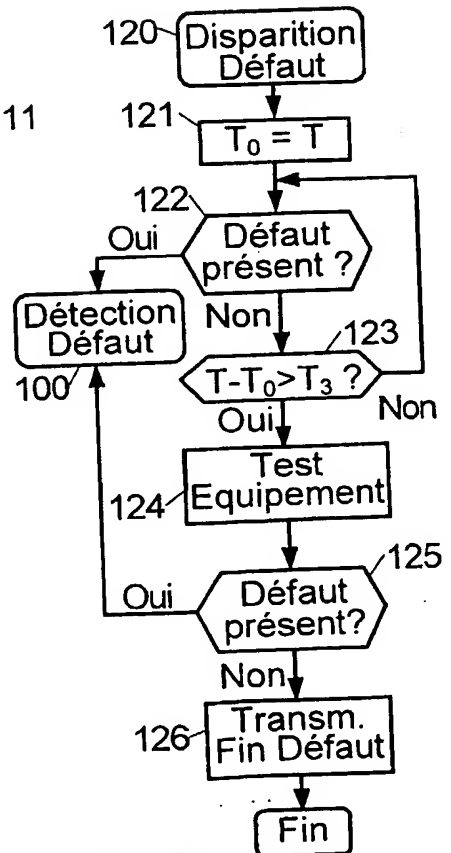 120
Disparition
Défaut
11
121
T₀ = T
122
Oui
Défaut
présent ?
Détection
Défaut
100
Non
123
T-T₀>T₃ ?
Non
Oui
Test
Equipement
124
125
Oui
Défaut
présent?
Non
Transm.
Fin Défaut
126
Fin